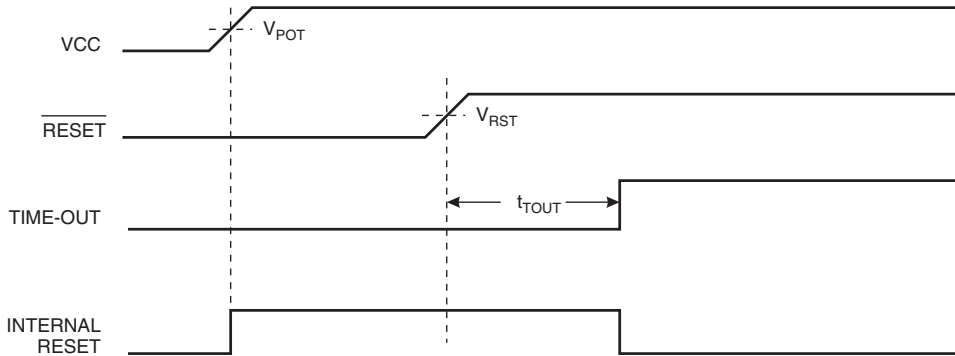 VCC
V_POT
RESET
V_RST
TIME-OUT
t_TOUT
INTERNAL
RESET